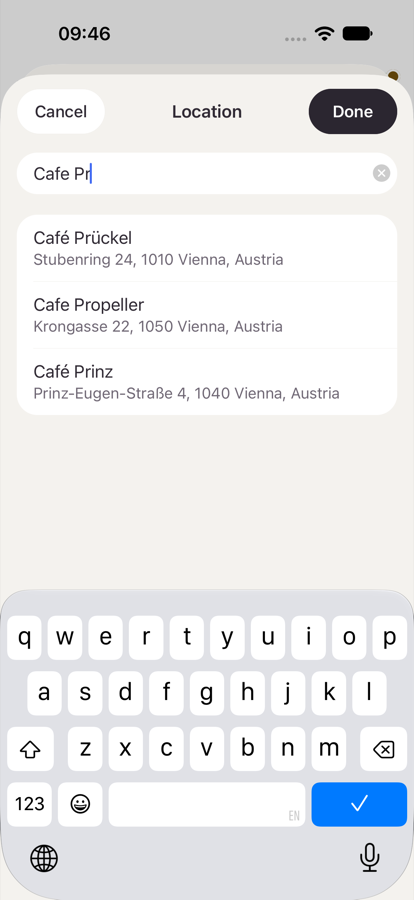 09:46
Cancel
Location
Done
Cafe Pr
Café Prückel
Stubenring 24, 1010 Vienna, Austria
Cafe Propeller
Krongasse 22, 1050 Vienna, Austria
Café Prinz
Prinz-Eugen-Straße 4, 1040 Vienna, Austria
q w e r t y u i o p
a s d f g h j k l
z x c v b n m
123
EN